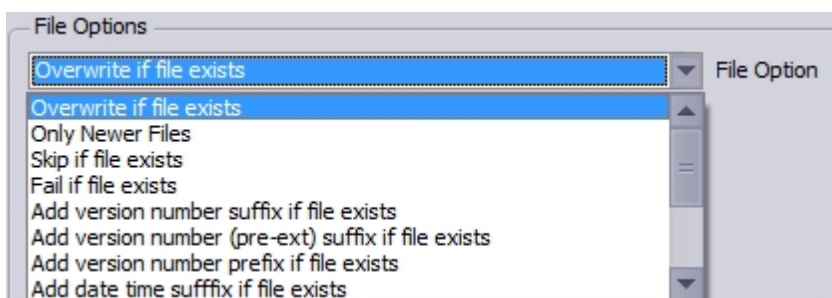 File Options
Overwrite if file exists File Option
Overwrite if file exists
Only Newer Files
Skip if file exists
Fail if file exists
Add version number suffix if file exists
Add version number (pre-ext) suffix if file exists
Add version number prefix if file exists
Add date time sufffix if file exists